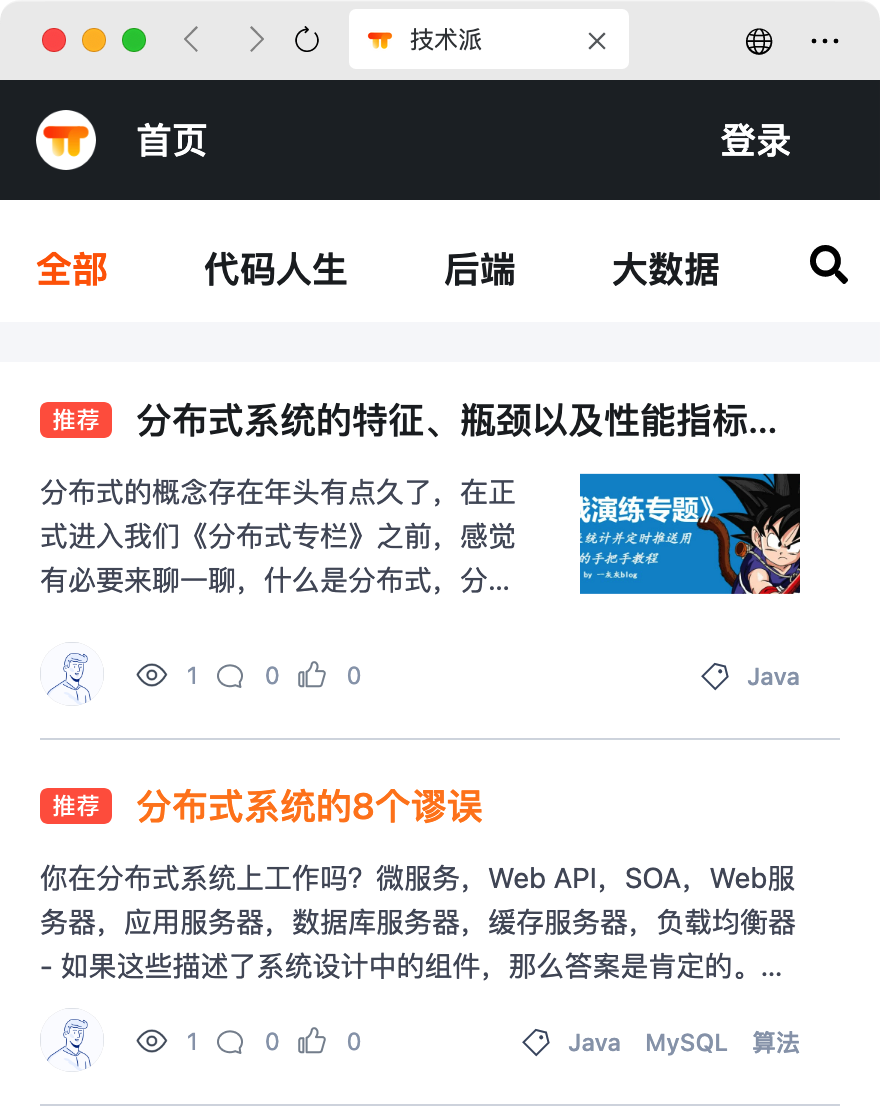 技术派
首页
登录
全部
代码人生
后端
大数据
推荐 分布式系统的特征、瓶颈以及性能指标...
分布式的概念存在年头有点久了，在正
式进入我们《分布式专栏》之前，感觉
有必要来聊一聊，什么是分布式，分...
战演练专题》
统计并定时推送用
的手把手教程
by 一灰灰blog
1 0 0
Java
推荐 分布式系统的8个谬误
你在分布式系统上工作吗？微服务，Web API，SOA，Web服
务器，应用服务器，数据库服务器，缓存服务器，负载均衡器
- 如果这些描述了系统设计中的组件，那么答案是肯定的。...
1 0 0
Java MySQL 算法